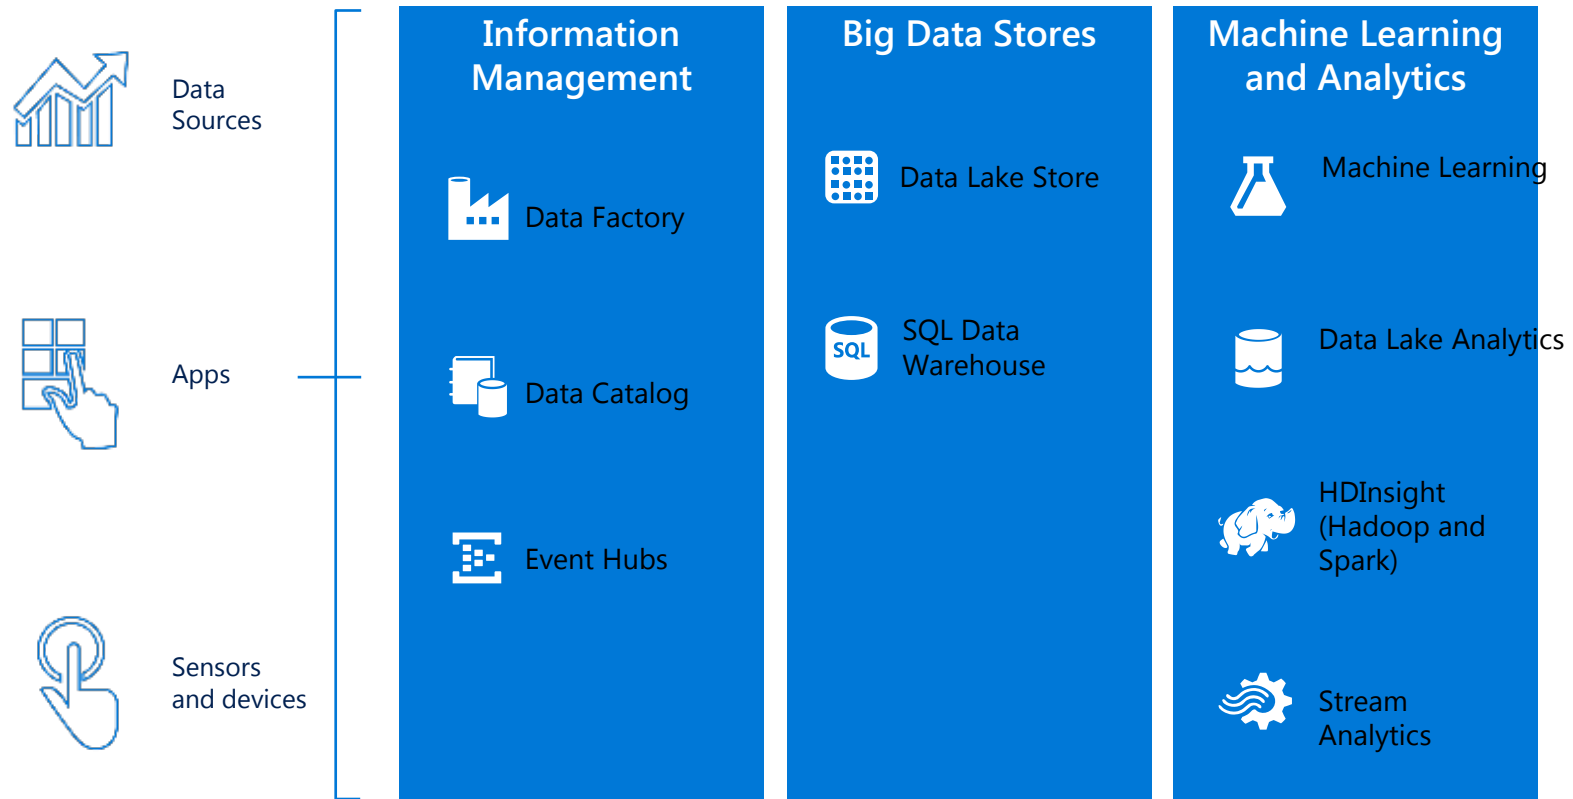 Data
Sources
Apps
Sensors
and devices
Information
Management
Data Factory
Data Catalog
Event Hubs
Big Data Stores
Data Lake Store
SQL
SQL Data
Warehouse
Machine Learning
and Analytics
Machine Learning
Data Lake Analytics
HDInsight
(Hadoop and
Spark)
Stream
Analytics